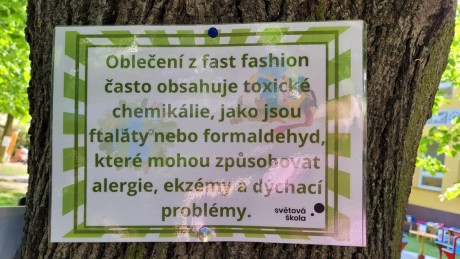 Oblečení z fast fashion
často obsahuje toxické
chemikálie, jako jsou
ftaláty nebo formaldehyd,
které mohou způsobovat
alergie, ekzémy a dýchací
problémy.
světová
škola